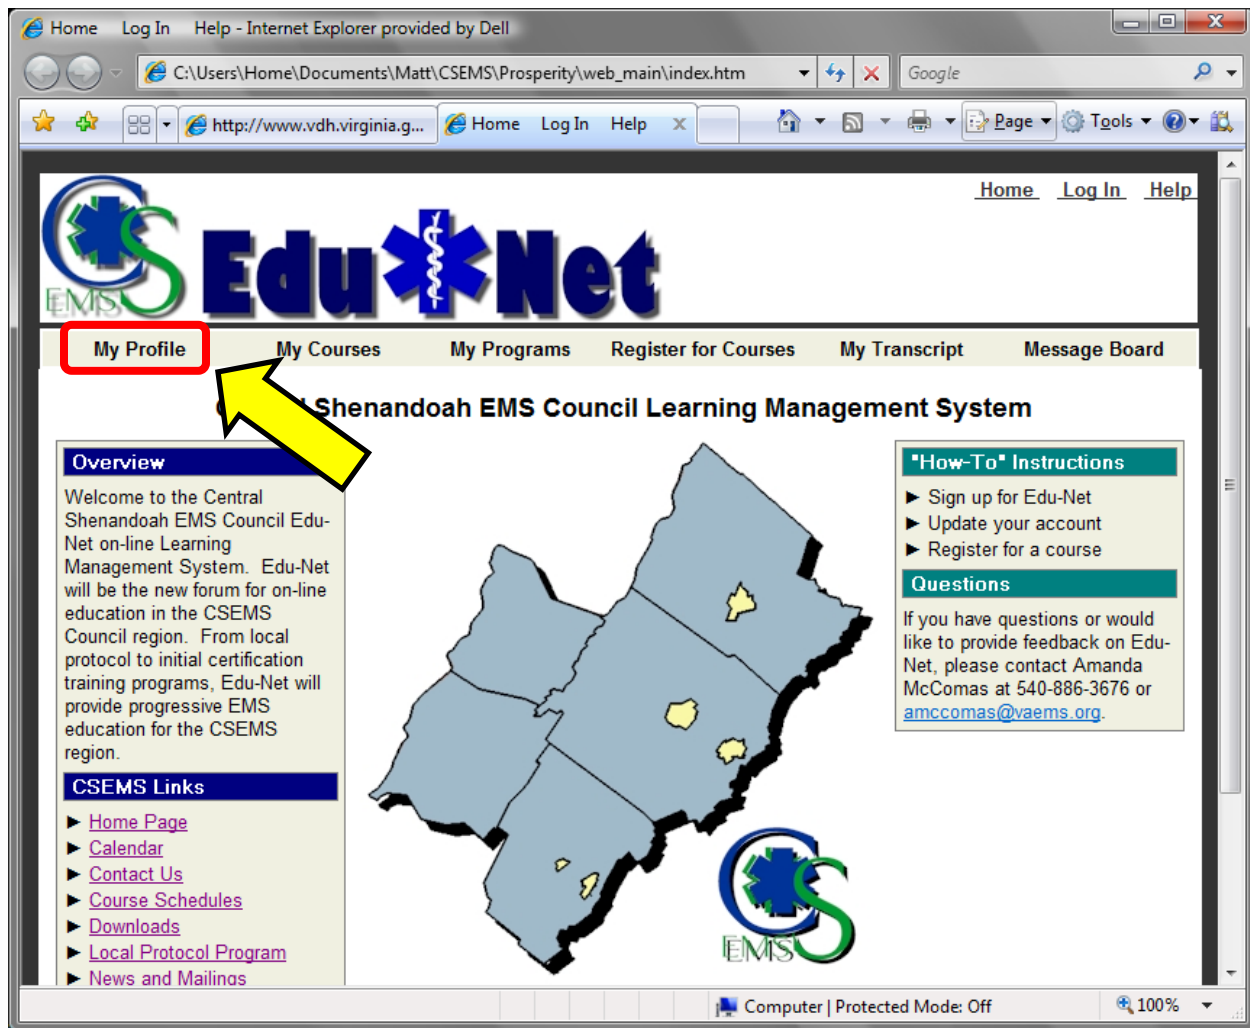 Home Log In Help - Internet Explorer provided by Dell
C:\Users\Home\Documents\Matt\CSEMS\Prosperity\web_main\index.htm
Google
http://www.vdh.virginia.g...
Home Log In Help
Page
Tools
Home Log In Help
CS EMS
Edu Net
My Profile My Courses My Programs Register for Courses My Transcript Message Board
Shenandoah EMS Council Learning Management System
Overview
Welcome to the Central
Shenandoah EMS Council Edu-
Net on-line Learning
Management System. Edu-Net
will be the new forum for on-line
education in the CSEMS
Council region. From local
protocol to initial certification
training programs, Edu-Net will
provide progressive EMS
education for the CSEMS
region.
CSEMS Links
► Home Page
► Calendar
► Contact Us
► Course Schedules
► Downloads
► Local Protocol Program
► News and Mailings
CS EMS
"How-To" Instructions
► Sign up for Edu-Net
► Update your account
► Register for a course
Questions
If you have questions or would
like to provide feedback on Edu-
Net, please contact Amanda
McComas at 540-886-3676 or
amccomas@vaems.org.
Computer | Protected Mode: Off
100%